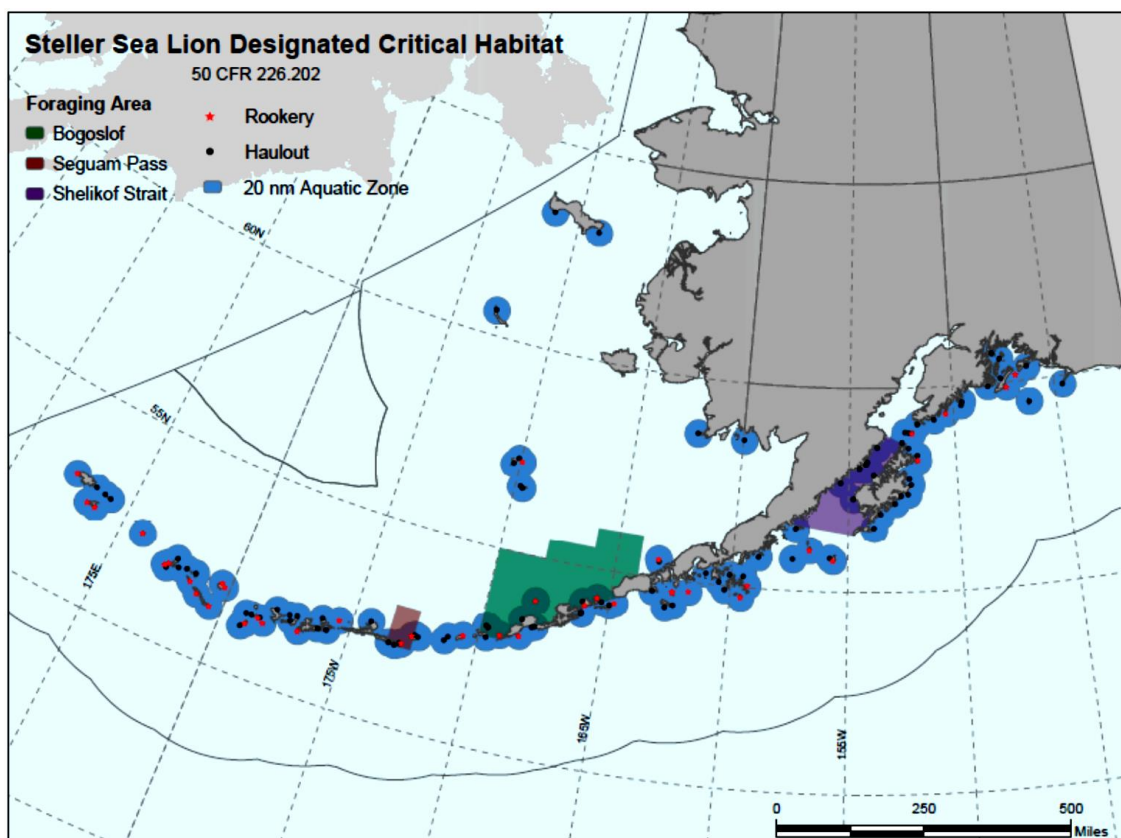 Steller Sea Lion Designated Critical Habitat
50 CFR 226.202
Foraging Area
Bogoslof
Seguam Pass
Shelikof Strait
Rookery
Haulout
20 nm Aquatic Zone
60N
55N
175E
175W
165W
155W
0 250 500
Miles